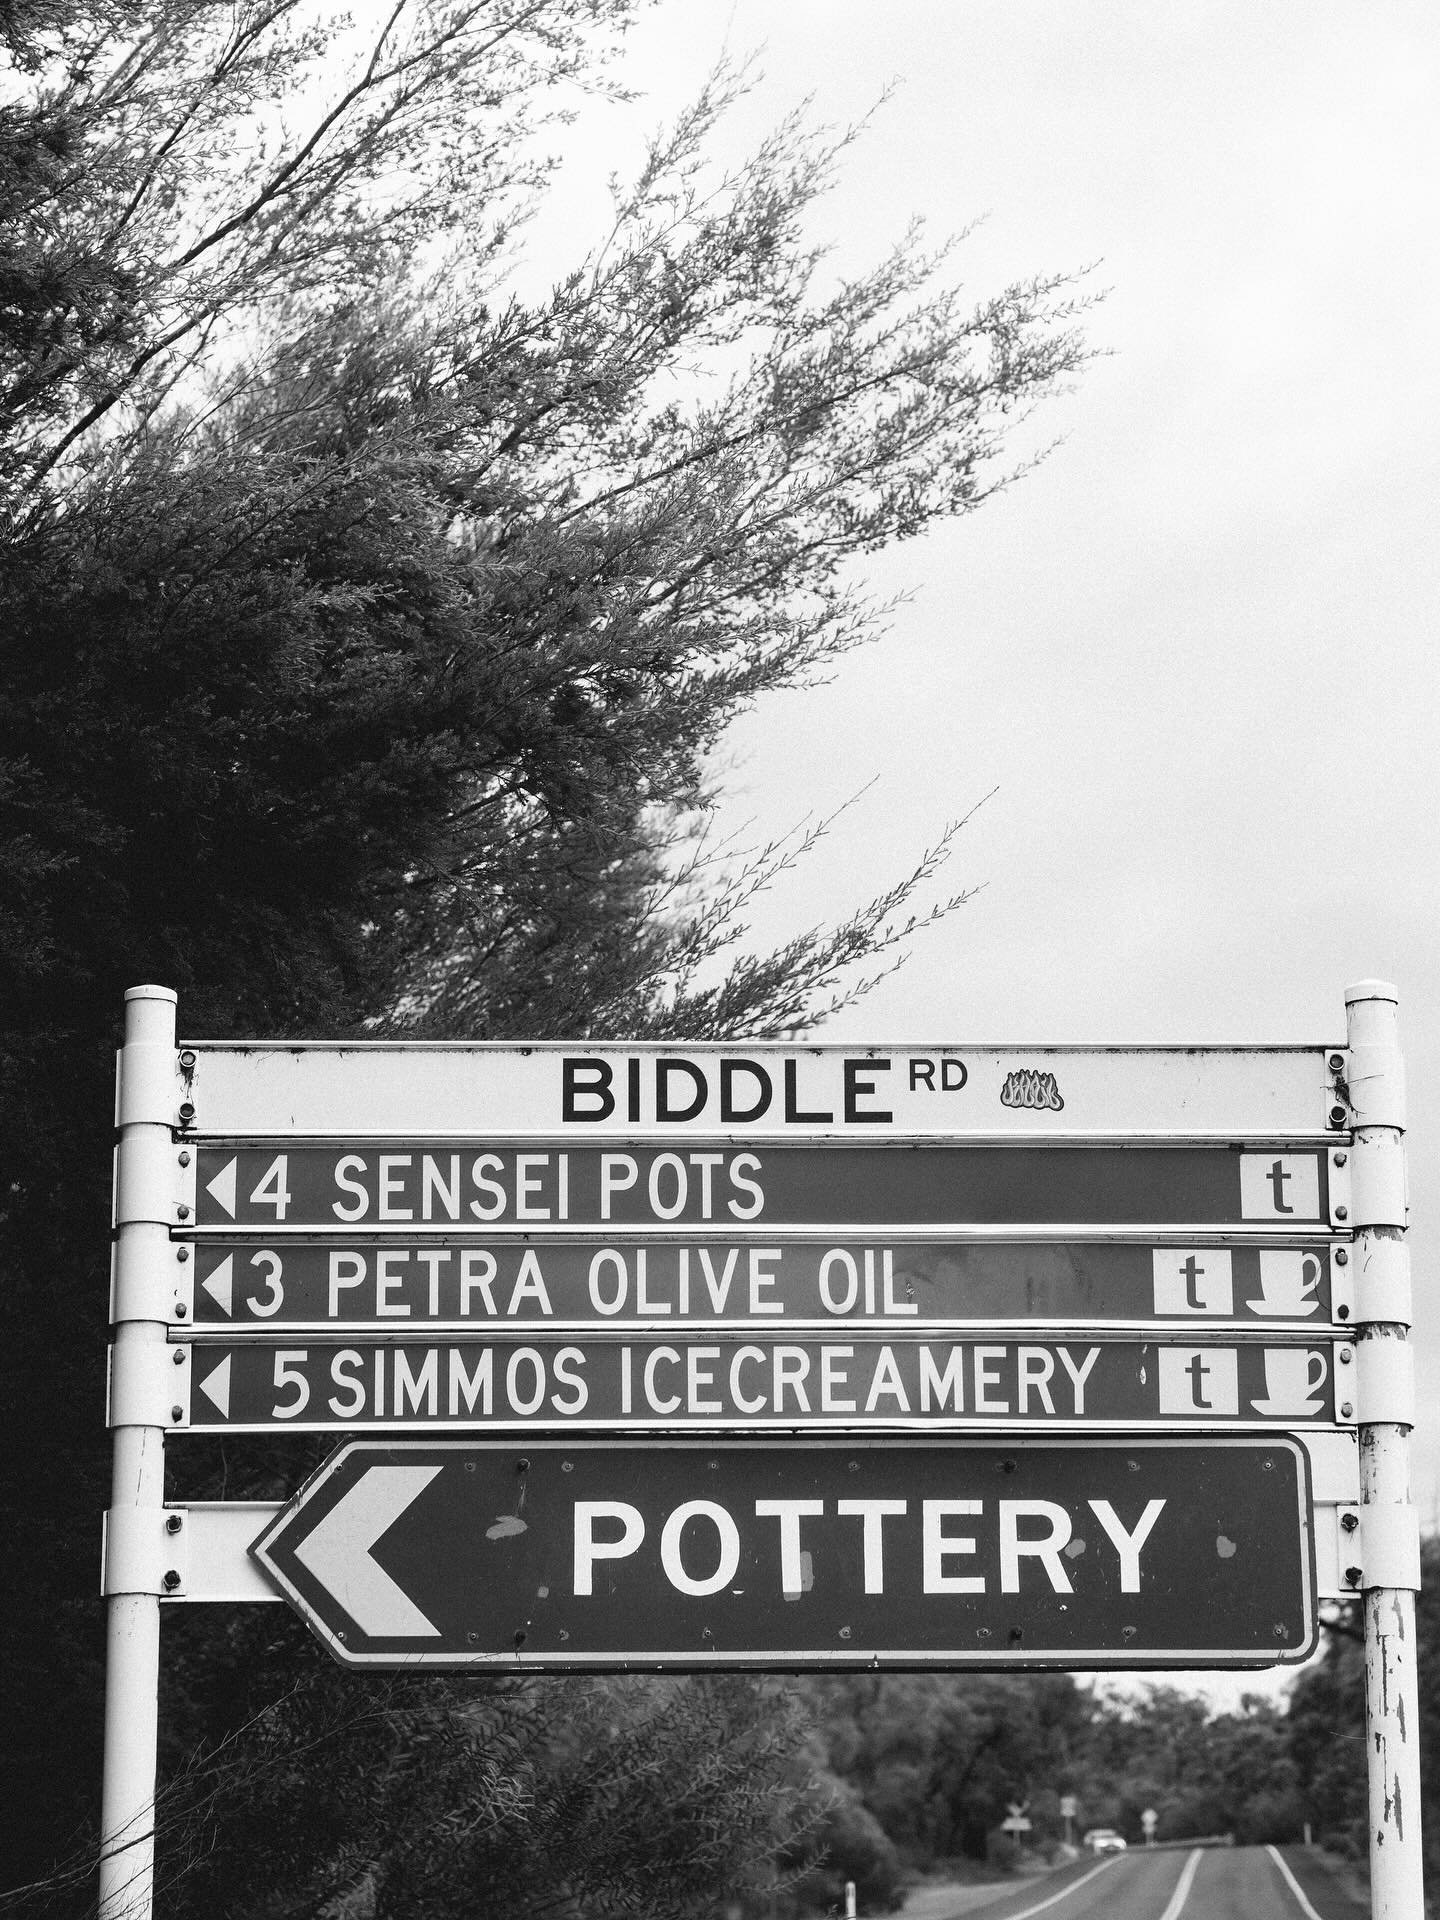 BIDDLE RD
4 SENSEI POTS t
3 PETRA OLIVE OIL t
5 SIMMOS ICECREAMERY t
POTTERY